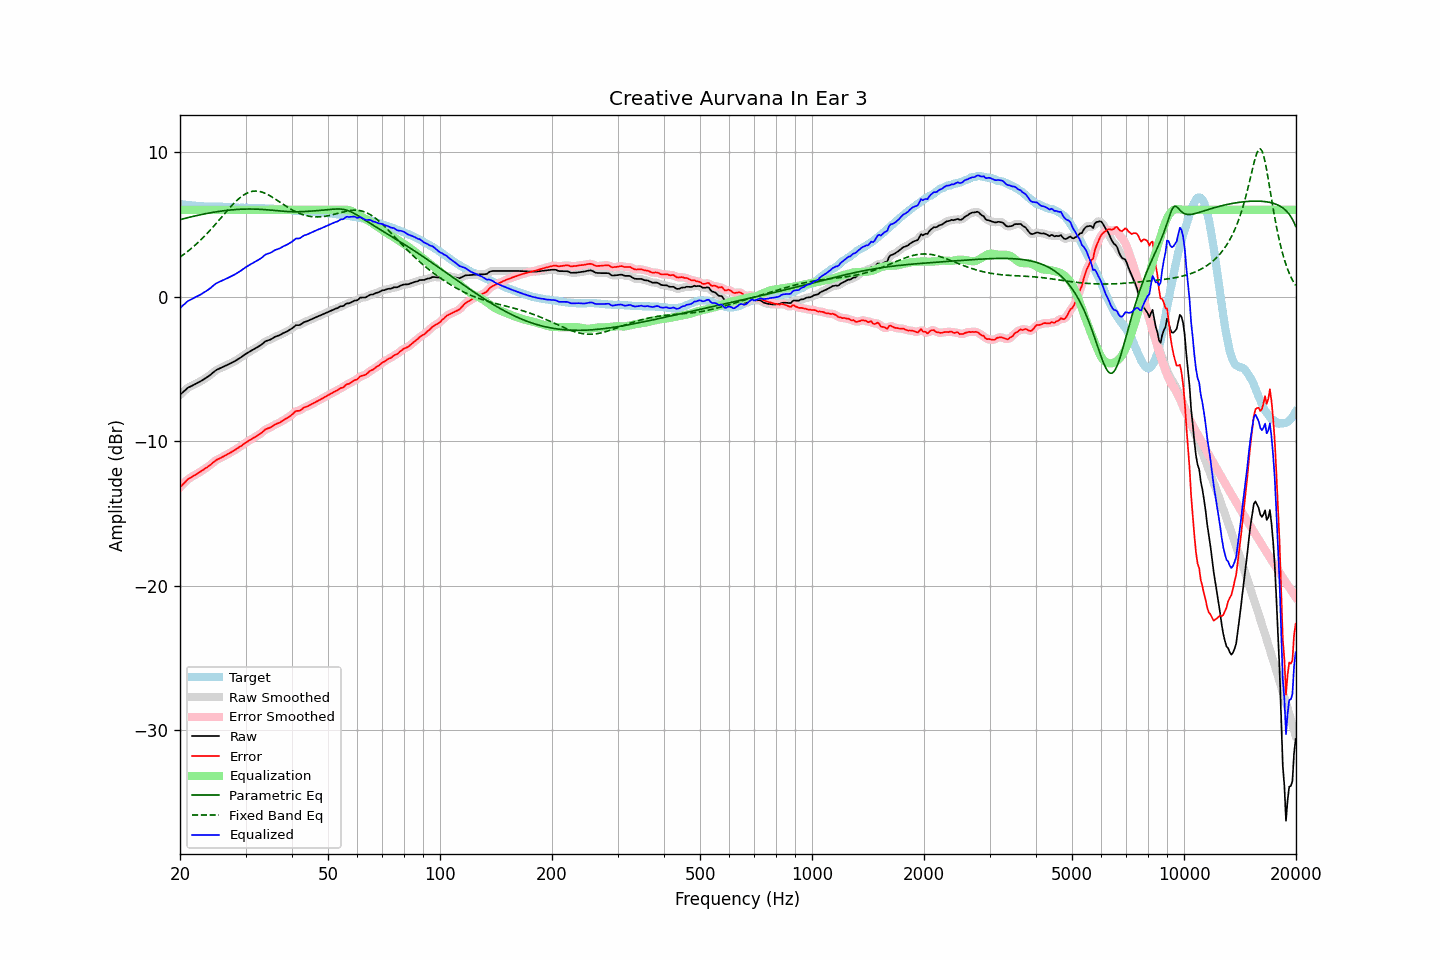 Creative Aurvana In Ear 3
10
0
−10
−20
−30
Amplitude (dBr)
Target
Raw Smoothed
Error Smoothed
Raw
Error
Equalization
Parametric Eq
Fixed Band Eq
Equalized
20 50 100 200 500 1000 2000 5000 10000 20000
Frequency (Hz)